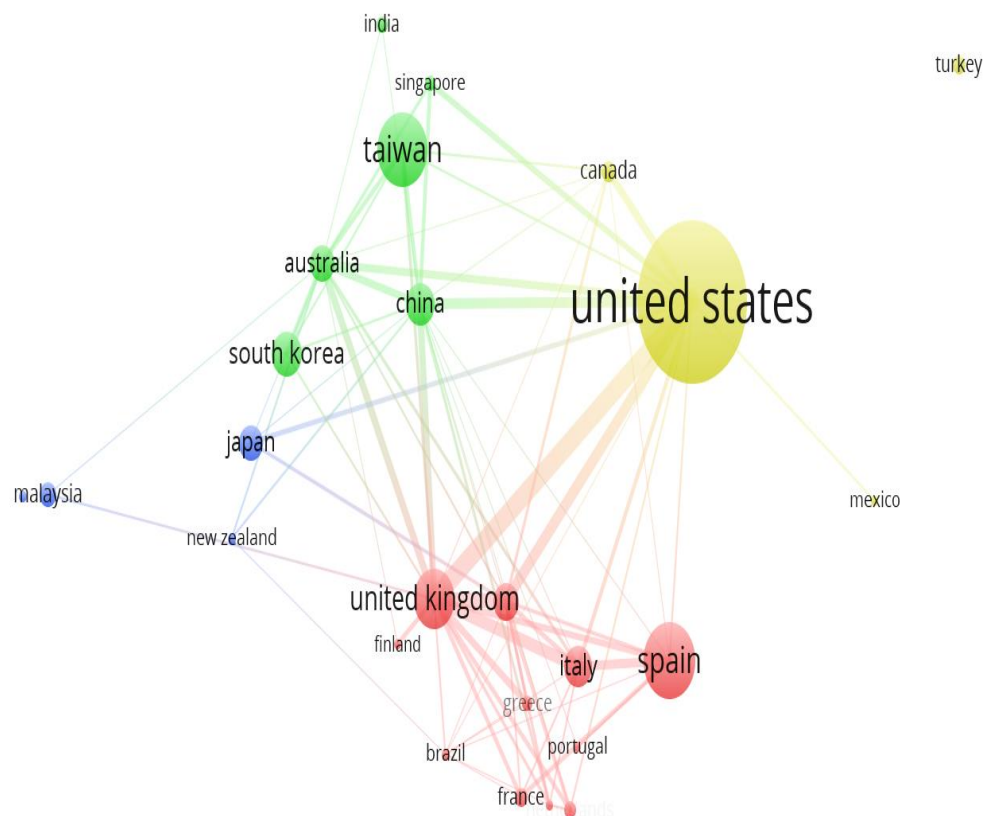 india
turkey
singapore
taiwan
canada
australia
china
united states
south korea
japan
malaysia
mexico
new zealand
united kingdom
finland
italy
spain
greece
brazil
portugal
france